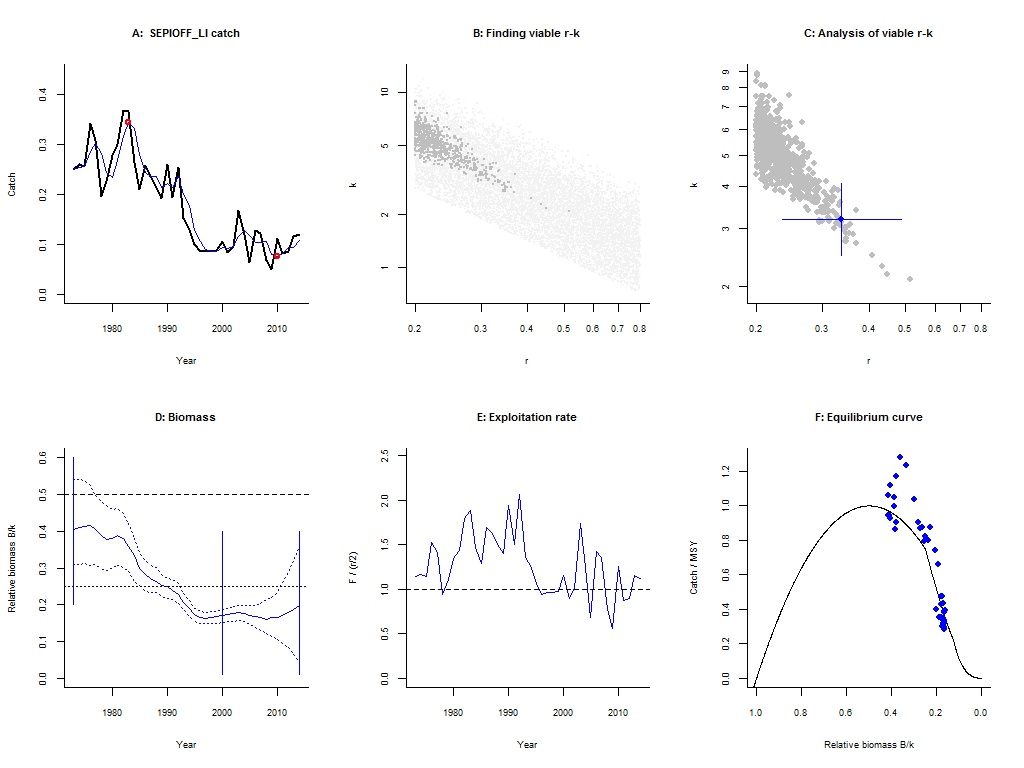 A:  SEPIOFF_LI catch
B: Finding viable r-k
C: Analysis of viable r-k
Catch
0.0 0.1 0.2 0.3 0.4
1980 1990 2000 2010
Year
k
1 2 5 10
0.2 0.3 0.4 0.5 0.6 0.7 0.8
r
k
2 3 4 5 6 7 8 9
0.2 0.3 0.4 0.5 0.6 0.7 0.8
r
D: Biomass
E: Exploitation rate
F: Equilibrium curve
Relative biomass B/k
0.0 0.1 0.2 0.3 0.4 0.5 0.6
1980 1990 2000 2010
Year
F / (r/2)
0.0 0.5 1.0 1.5 2.0 2.5
1980 1990 2000 2010
Year
Catch / MSY
0.0 0.2 0.4 0.6 0.8 1.0 1.2
1.0 0.8 0.6 0.4 0.2 0.0
Relative biomass B/k